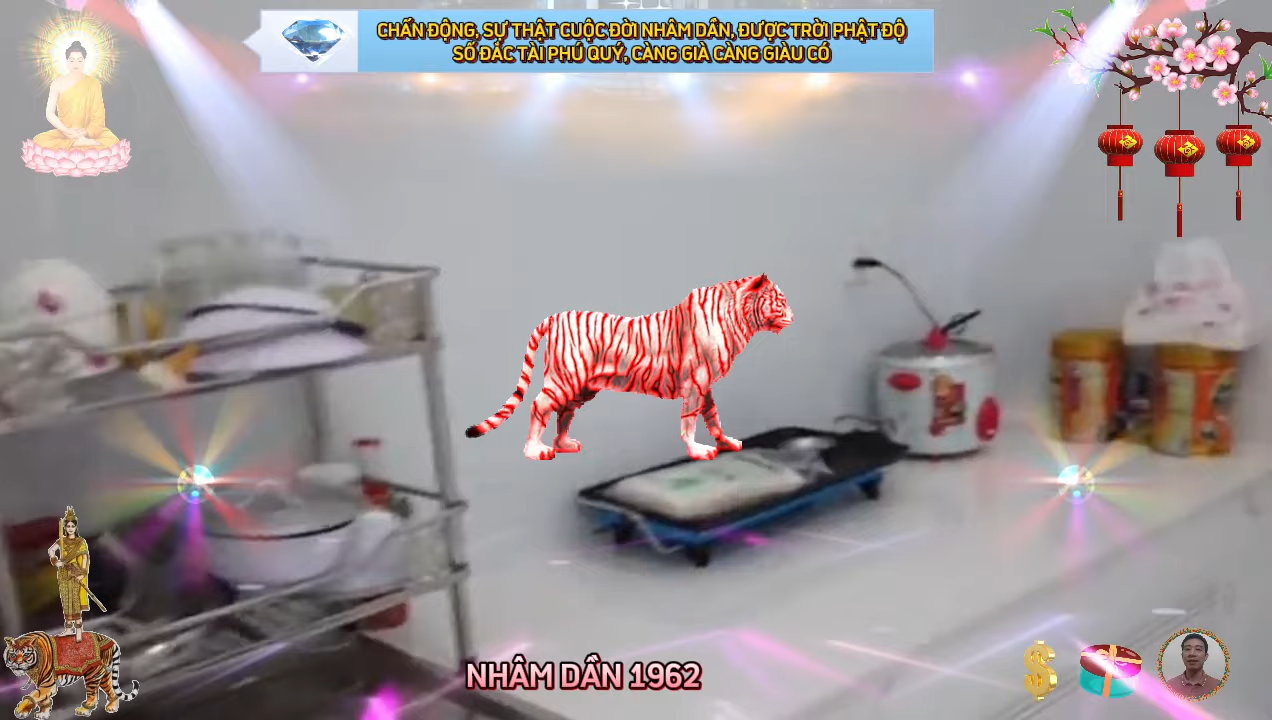 CHẤN ĐỘNG, SỰ THẬT CUỘC ĐỜI NHÂM DẦN, ĐƯỢC TRỜI PHẬT ĐỘ
SỐ ĐẮC TÀI PHÚ QUÝ, CÀNG GIÀ CÀNG GIÀU CÓ
NHÂM DẦN 1962